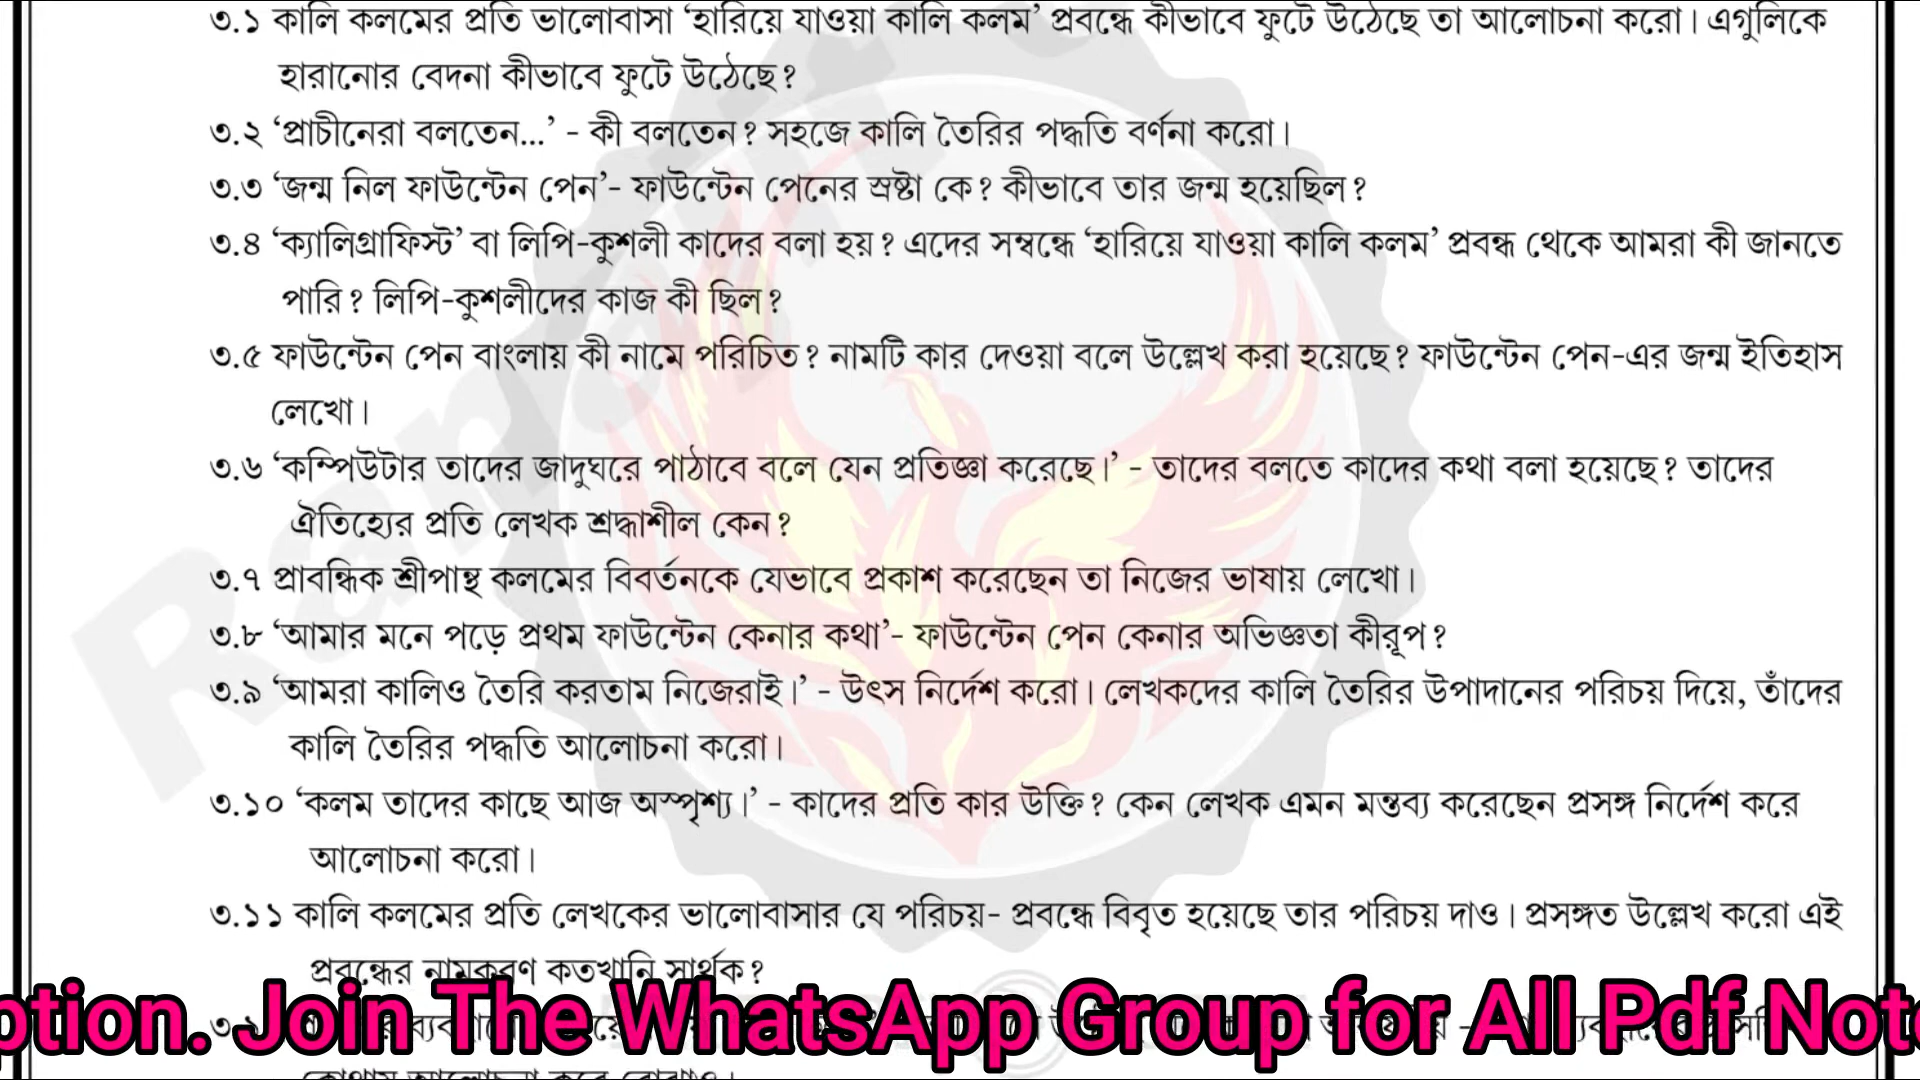 ৩.১ কালি কলমের প্রতি ভালোবাসা ‘হারিয়ে যাওয়া কালি কলম’ প্রবন্ধে কীভাবে ফুটে উঠেছে তা আলোচনা করো। এগুলিকে
হারানোর বেদনা কীভাবে ফুটে উঠেছে?
৩.২ ‘প্রাচীনেরা বলতেন...’ - কী বলতেন? সহজে কালি তৈরির পদ্ধতি বর্ণনা করো।
৩.৩ ‘জন্ম নিল ফাউন্টেন পেন’- ফাউন্টেন পেনের স্রষ্টা কে? কীভাবে তার জন্ম হয়েছিল?
৩.৪ ‘ক্যালিগ্রাফিস্ট’ বা লিপি-কুশলী কাদের বলা হয়? এদের সম্বন্ধে ‘হারিয়ে যাওয়া কালি কলম’ প্রবন্ধ থেকে আমরা কী জানতে
পারি? লিপি-কুশলীদের কাজ কী ছিল?
৩.৫ ফাউন্টেন পেন বাংলায় কী নামে পরিচিত? নামটি কার দেওয়া বলে উল্লেখ করা হয়েছে? ফাউন্টেন পেন-এর জন্ম ইতিহাস
লেখো।
৩.৬ ‘কম্পিউটার তাদের জাদুঘরে পাঠাবে বলে যেন প্রতিজ্ঞা করেছে।’ - তাদের বলতে কাদের কথা বলা হয়েছে? তাদের
ঐতিহ্যের প্রতি লেখক শ্রদ্ধাশীল কেন?
৩.৭ প্রাবন্ধিক শ্রীপান্থ কলমের বিবর্তনকে যেভাবে প্রকাশ করেছেন তা নিজের ভাষায় লেখো।
৩.৮ ‘আমার মনে পড়ে প্রথম ফাউন্টেন কেনার কথা’- ফাউন্টেন পেন কেনার অভিজ্ঞতা কীরূপ?
৩.৯ ‘আমরা কালিও তৈরি করতাম নিজেরাই।’ - উৎস নির্দেশ করো। লেখকদের কালি তৈরির উপাদানের পরিচয় দিয়ে, তাঁদের
কালি তৈরির পদ্ধতি আলোচনা করো।
৩.১০ ‘কলম তাদের কাছে আজ অস্পৃশ্য।’ - কাদের প্রতি কার উক্তি? কেন লেখক এমন মন্তব্য করেছেন প্রসঙ্গ নির্দেশ করে
আলোচনা করো।
৩.১১ কালি কলমের প্রতি লেখকের ভালোবাসার যে পরিচয়- প্রবন্ধে বিবৃত হয়েছে তার পরিচয় দাও। প্রসঙ্গত উল্লেখ করো এই
প্রবন্ধের নামকরণ কতখানি সার্থক?
ption. Join The WhatsApp Group for All Pdf Note